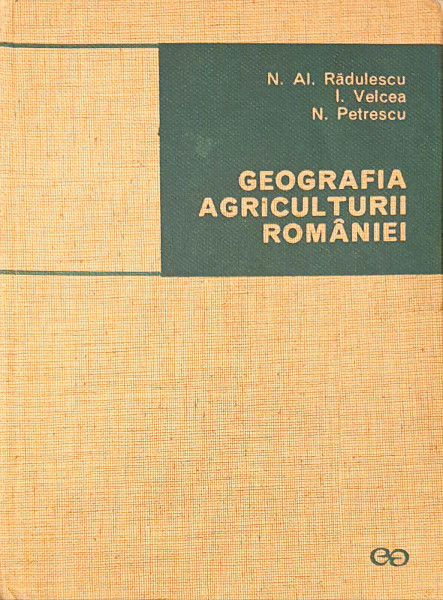 N. Al. Rădulescu
I. Velcea
N. Petrescu
GEOGRAFIA
AGRICULTURII
ROMÂNIEI